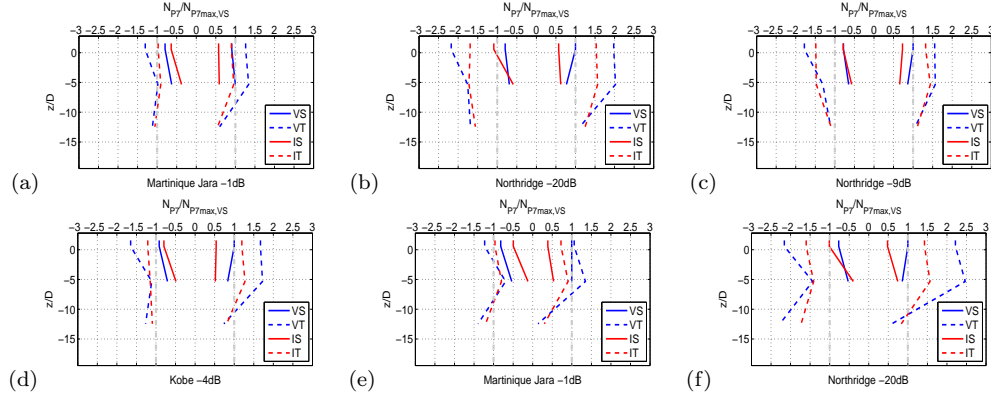 N_P7/N_P7max,VS
−3 −2.5 −2 −1.5 −1 −0.5 0 0.5 1 1.5 2 2.5 3
0
−5
−10
−15
z/D
VS
VT
IS
IT
(a)
Martinique Jara −1dB
N_P7/N_P7max,VS
−3 −2.5 −2 −1.5 −1 −0.5 0 0.5 1 1.5 2 2.5 3
0
−5
−10
−15
z/D
VS
VT
IS
IT
(b)
Northridge −20dB
N_P7/N_P7max,VS
−3 −2.5 −2 −1.5 −1 −0.5 0 0.5 1 1.5 2 2.5 3
0
−5
−10
−15
z/D
VS
VT
IS
IT
(c)
Northridge −9dB
N_P7/N_P7max,VS
−3 −2.5 −2 −1.5 −1 −0.5 0 0.5 1 1.5 2 2.5 3
0
−5
−10
−15
z/D
VS
VT
IS
IT
(d)
Kobe −4dB
N_P7/N_P7max,VS
−3 −2.5 −2 −1.5 −1 −0.5 0 0.5 1 1.5 2 2.5 3
0
−5
−10
−15
z/D
VS
VT
IS
IT
(e)
Martinique Jara −1dB
N_P7/N_P7max,VS
−3 −2.5 −2 −1.5 −1 −0.5 0 0.5 1 1.5 2 2.5 3
0
−5
−10
−15
z/D
VS
VT
IS
IT
(f)
Northridge −20dB